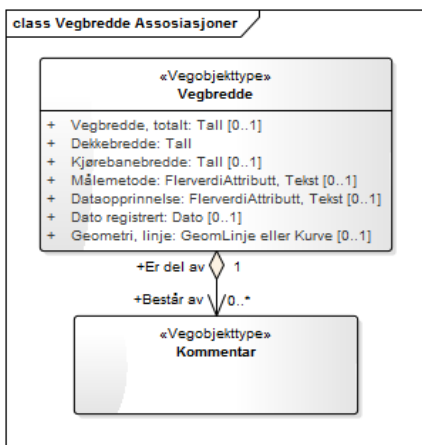 class Vegbredde Assosiasjoner
«Vegobjekttype»
Vegbredde
+ Vegbredde, totalt: Tall [0..1]
+ Dekkebredde: Tall
+ Kjørebanebredde: Tall [0..1]
+ Målemetode: FlerverdiAttributt, Tekst [0..1]
+ Dataopprinnelse: FlerverdiAttributt, Tekst [0..1]
+ Dato registrert: Dato [0..1]
+ Geometri, linje: GeomLinje eller Kurve [0..1]
+Er del av 1
+Består av 0..*
«Vegobjekttype»
Kommentar